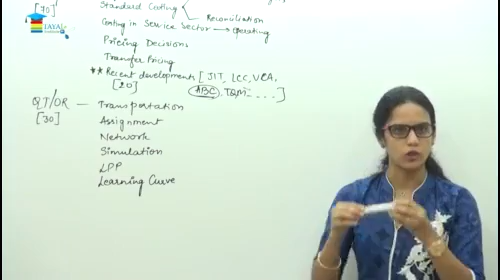 [70]
Standard Costing
Reconciliation
Costing in Service Sector → Operating
Pricing Decisions
Transfer Pricing
** Recent developments [ JIT, LCC, VCA,
[20] ABC, TQM- . . . . ]
QT/OR — Transportation
[30] Assignment
Network
Simulation
LPP
Learning Curve